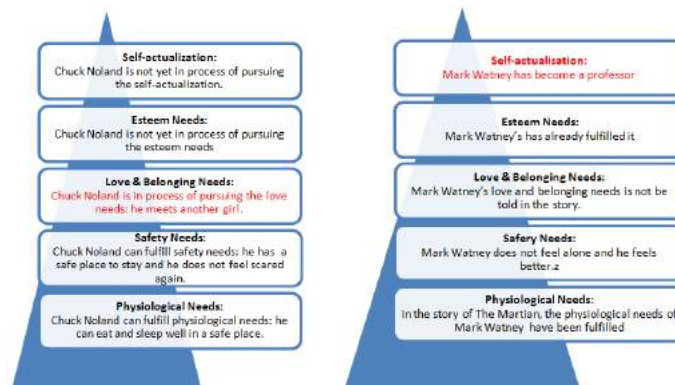 Self-actualization:
Chuck Noland is not yet in process of pursuing
the self-actualization.
Esteem Needs:
Chuck Noland is not yet in process of pursuing
the esteem needs
Love & Belonging Needs:
Chuck Noland is in process of pursuing the love
needs: he meets another girl.
Safety Needs:
Chuck Noland can fulfill safety needs: he has a
safe place to stay and he does not feel scared
again.
Physiological Needs:
Chuck Noland can fulfill physiological needs: he
can eat and sleep well in a safe place.
Self-actualisation:
Mark Watney has become a professor
Esteem Needs:
Mark Watney's has already fulfilled it
Love & Belonging Needs:
Mark Watney's love and belonging needs is not be
told in the story.
Safery Needs:
Mark Watney does not feel alone and he feels
better.z
Physiological Needs:
In the story of The Martian, the physiological needs of
Mark Watney have been fulfilled